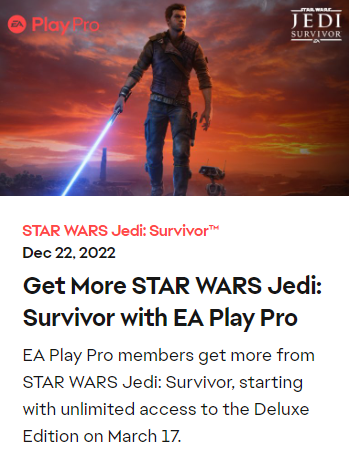 EA Play Pro
STAR WARS
JEDI
SURVIVOR
EA
STAR WARS Jedi: Survivor™
Dec 22, 2022
Get More STAR WARS Jedi:
Survivor with EA Play Pro
EA Play Pro members get more from
STAR WARS Jedi: Survivor, starting
with unlimited access to the Deluxe
Edition on March 17.